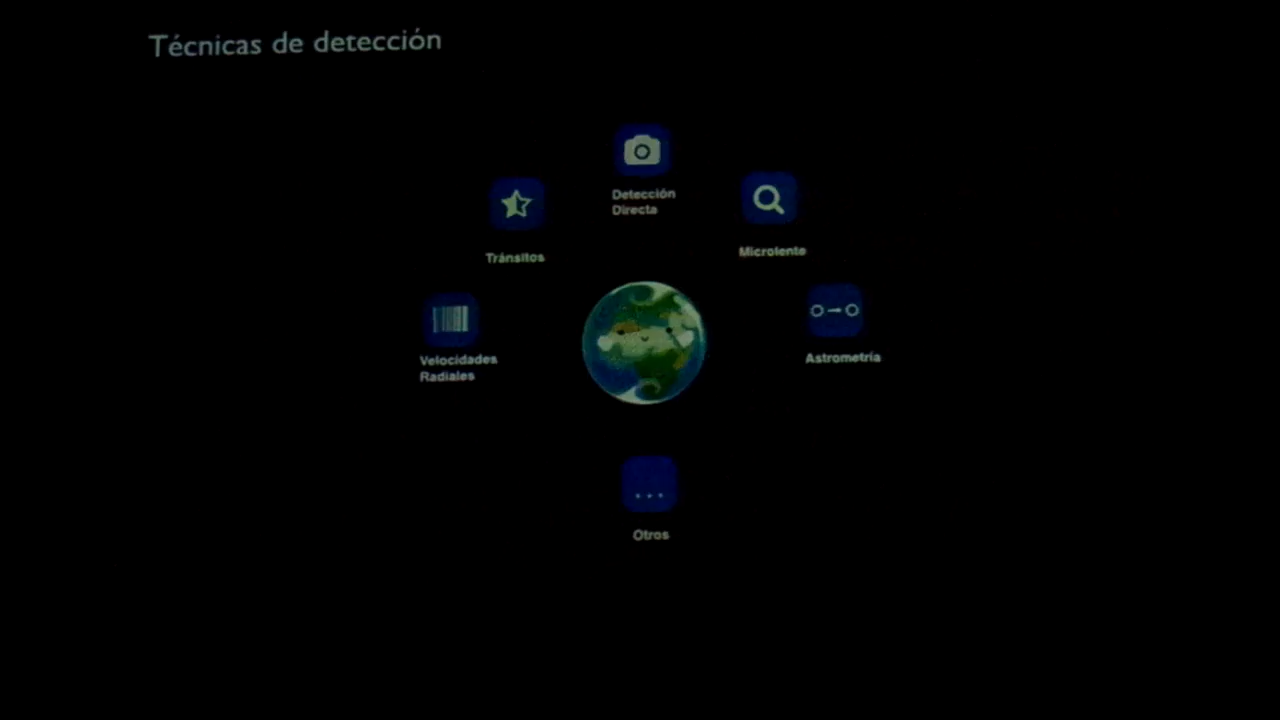 Técnicas de detección
Detección
Directa
Tránsitos
Microlente
Velocidades
Radiales
Astrometría
Otros